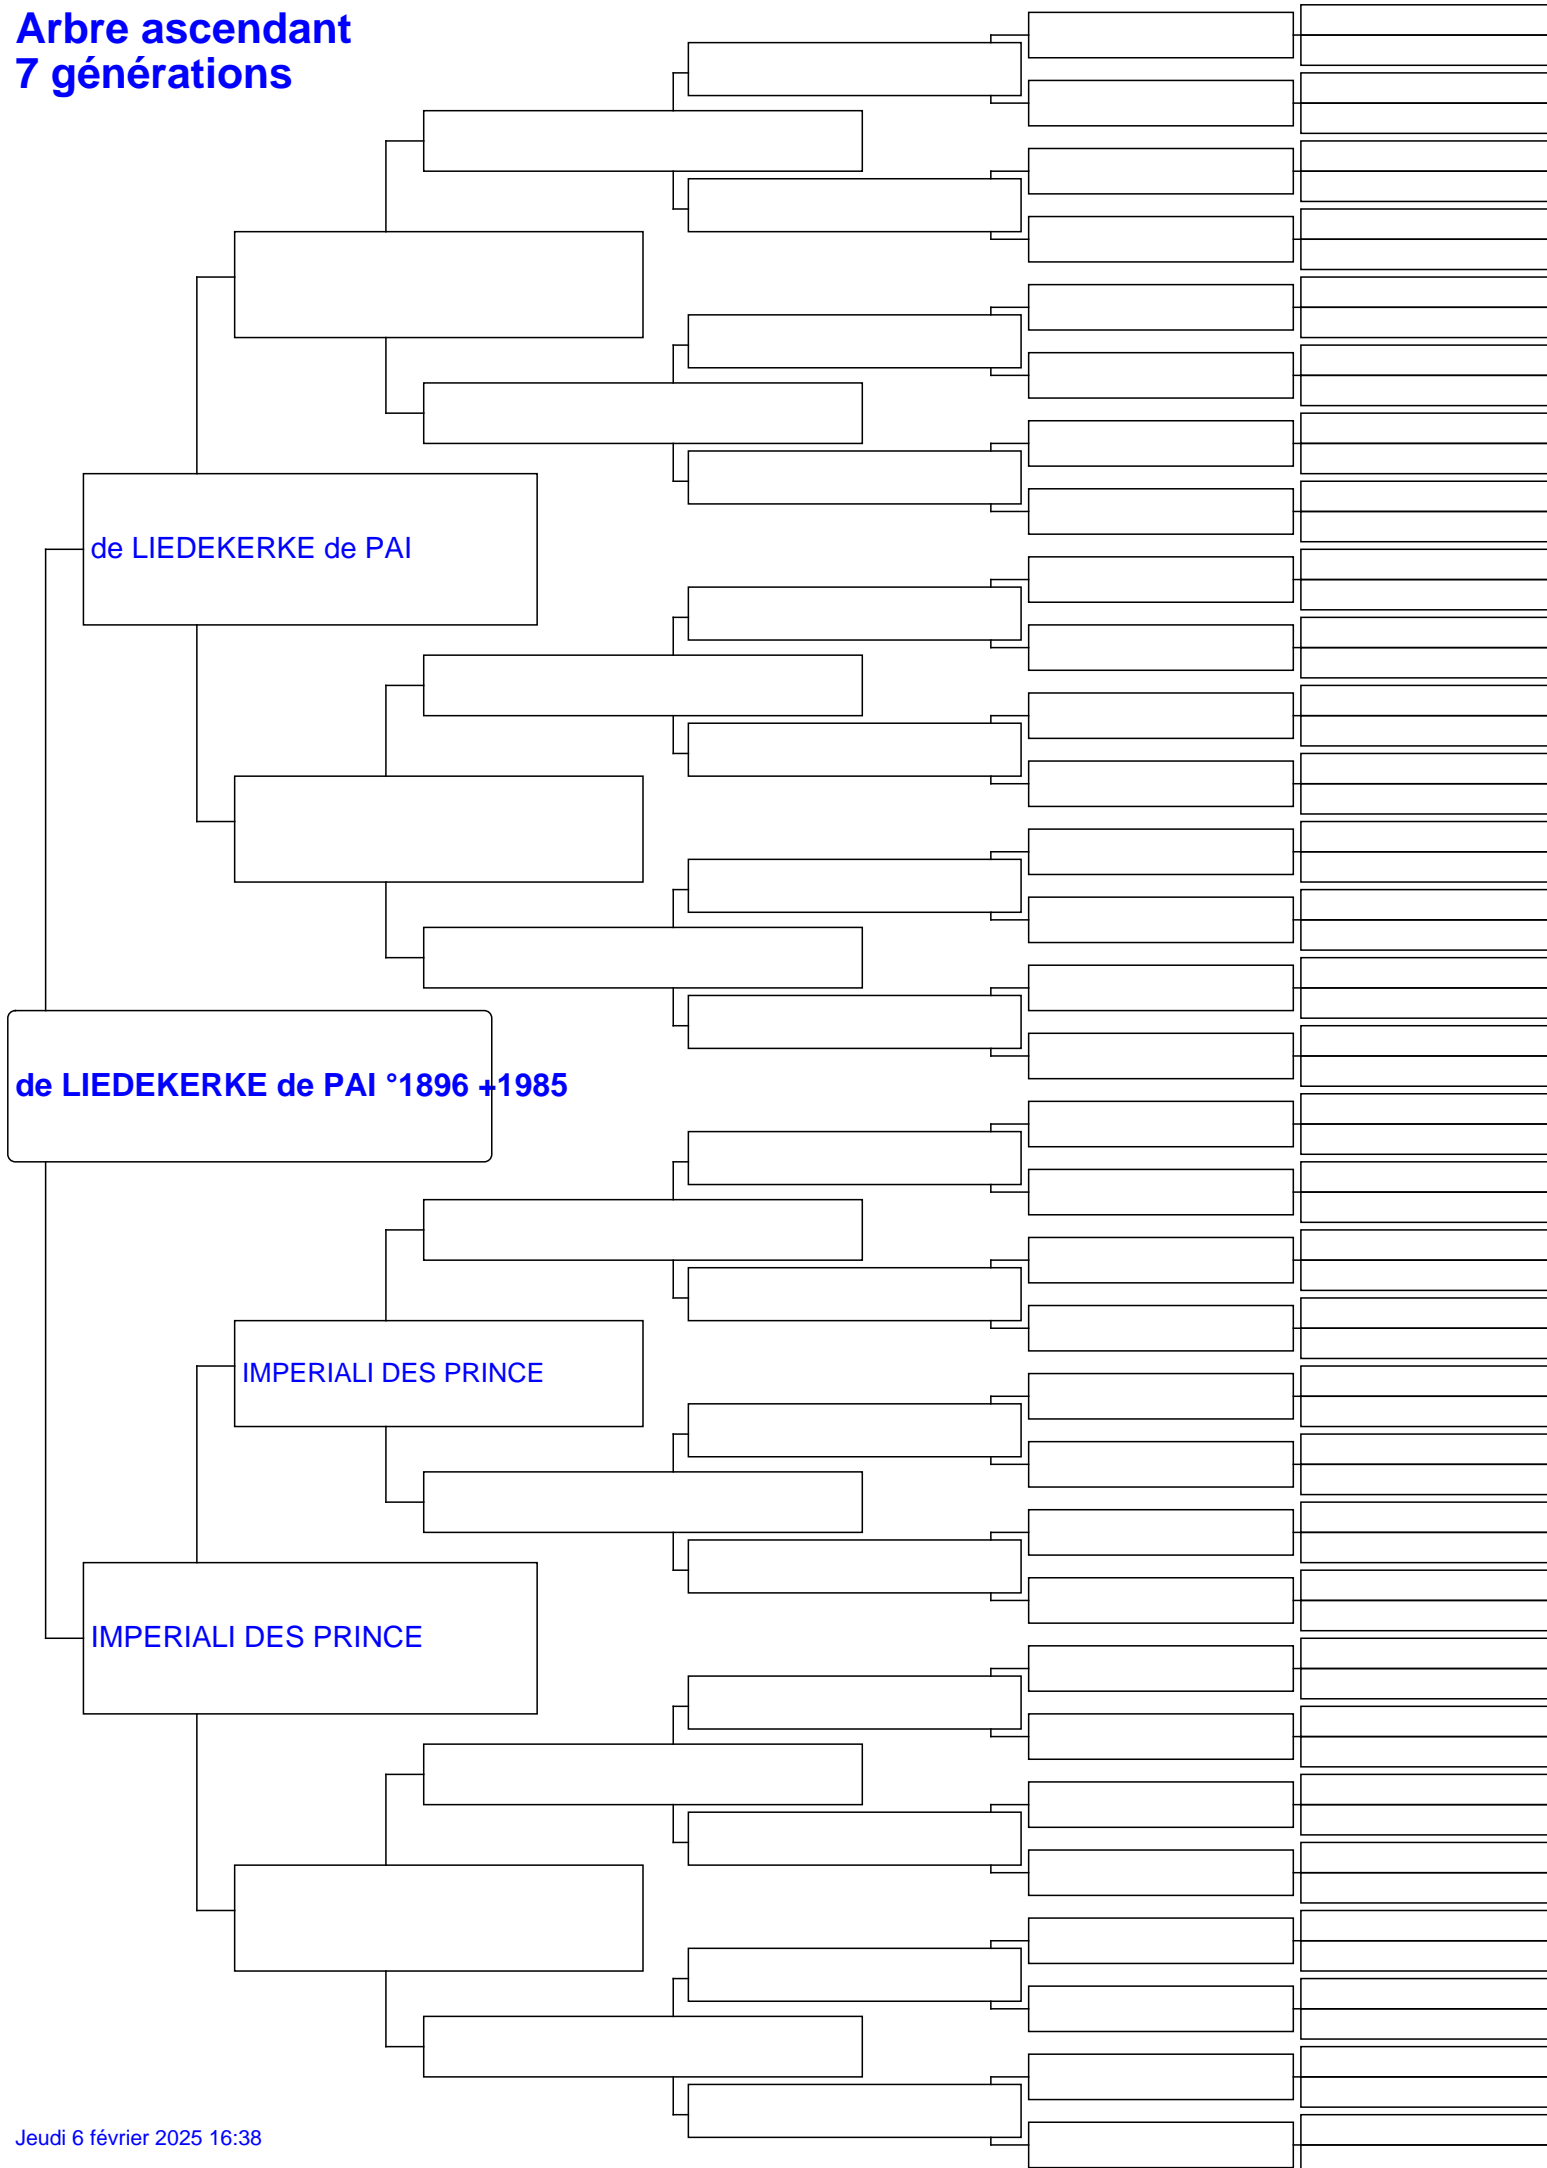 Arbre ascendant
7 générations
de LIEDEKERKE de PAI
de LIEDEKERKE de PAI °1896 +1985
IMPERIALI DES PRINCE
IMPERIALI DES PRINCE
Jeudi 6 février 2025 16:38